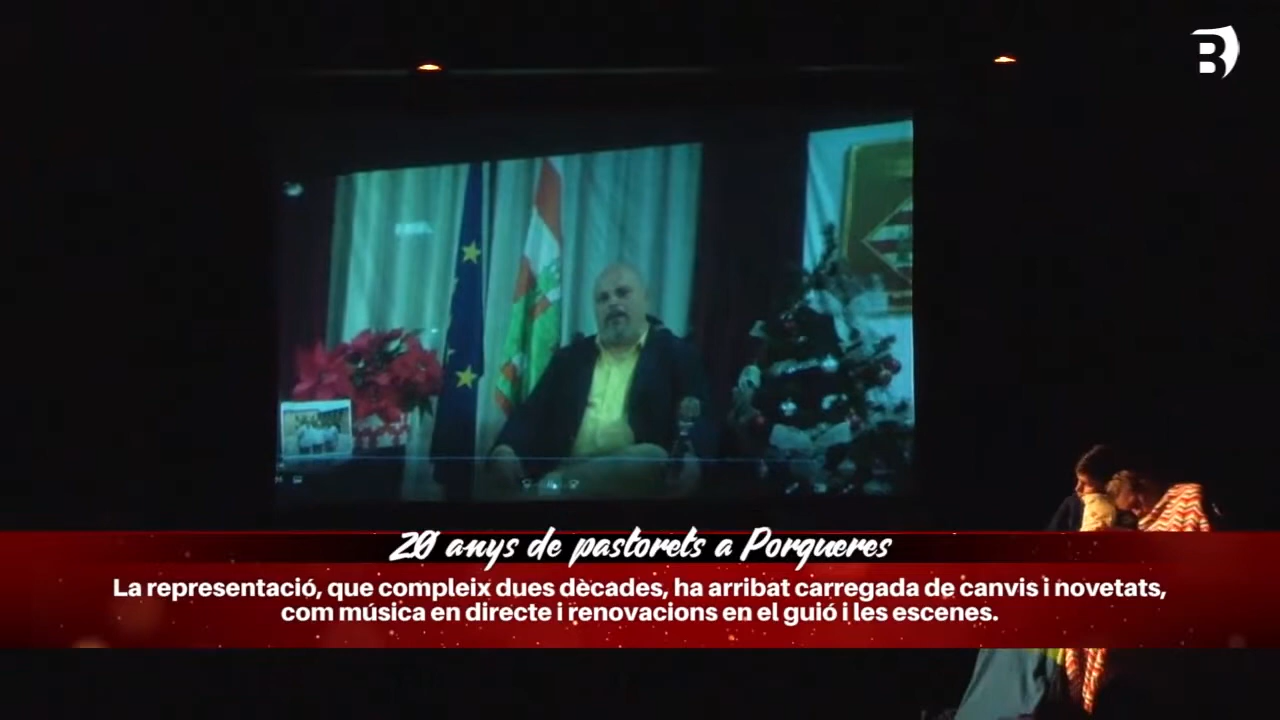 B
20 anys de pastorets a Porqueres
La representació, que compleix dues dècades, ha arribat carregada de canvis i novetats,
com música en directe i renovacions en el guió i les escenes.